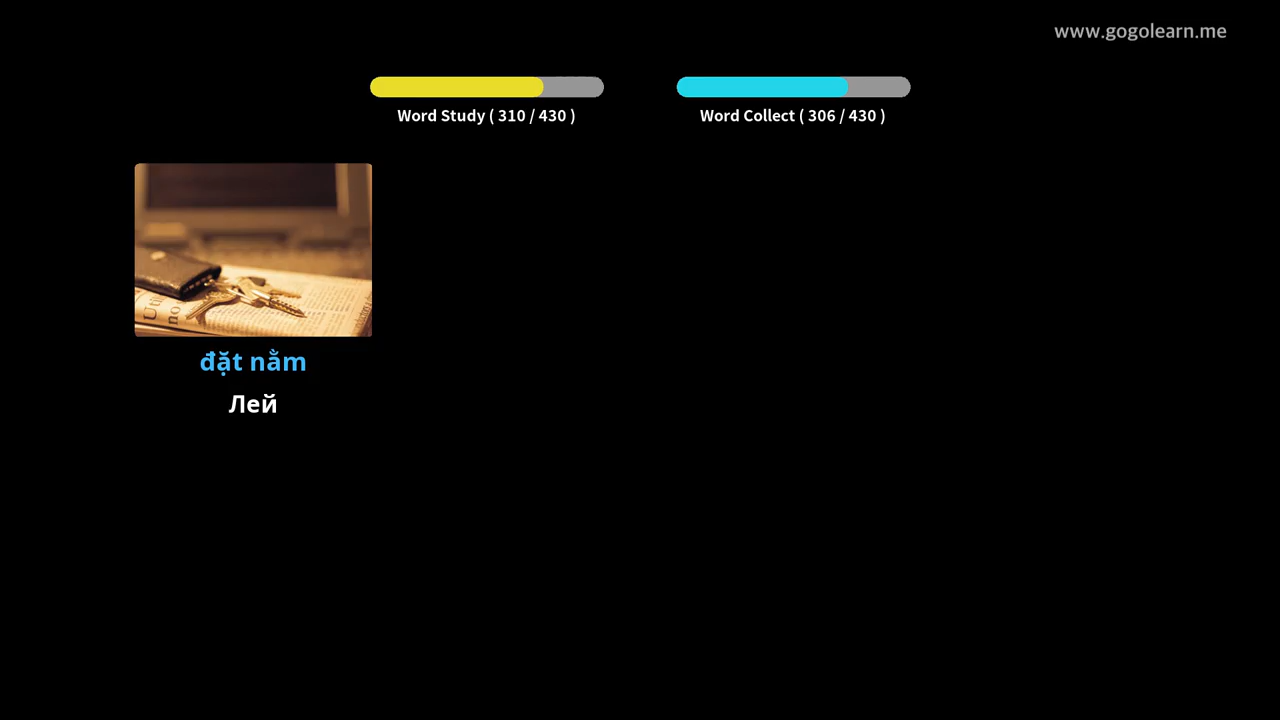 www.gogolearn.me
Word Study ( 310 / 430 )
Word Collect ( 306 / 430 )
đặt nằm
Лей